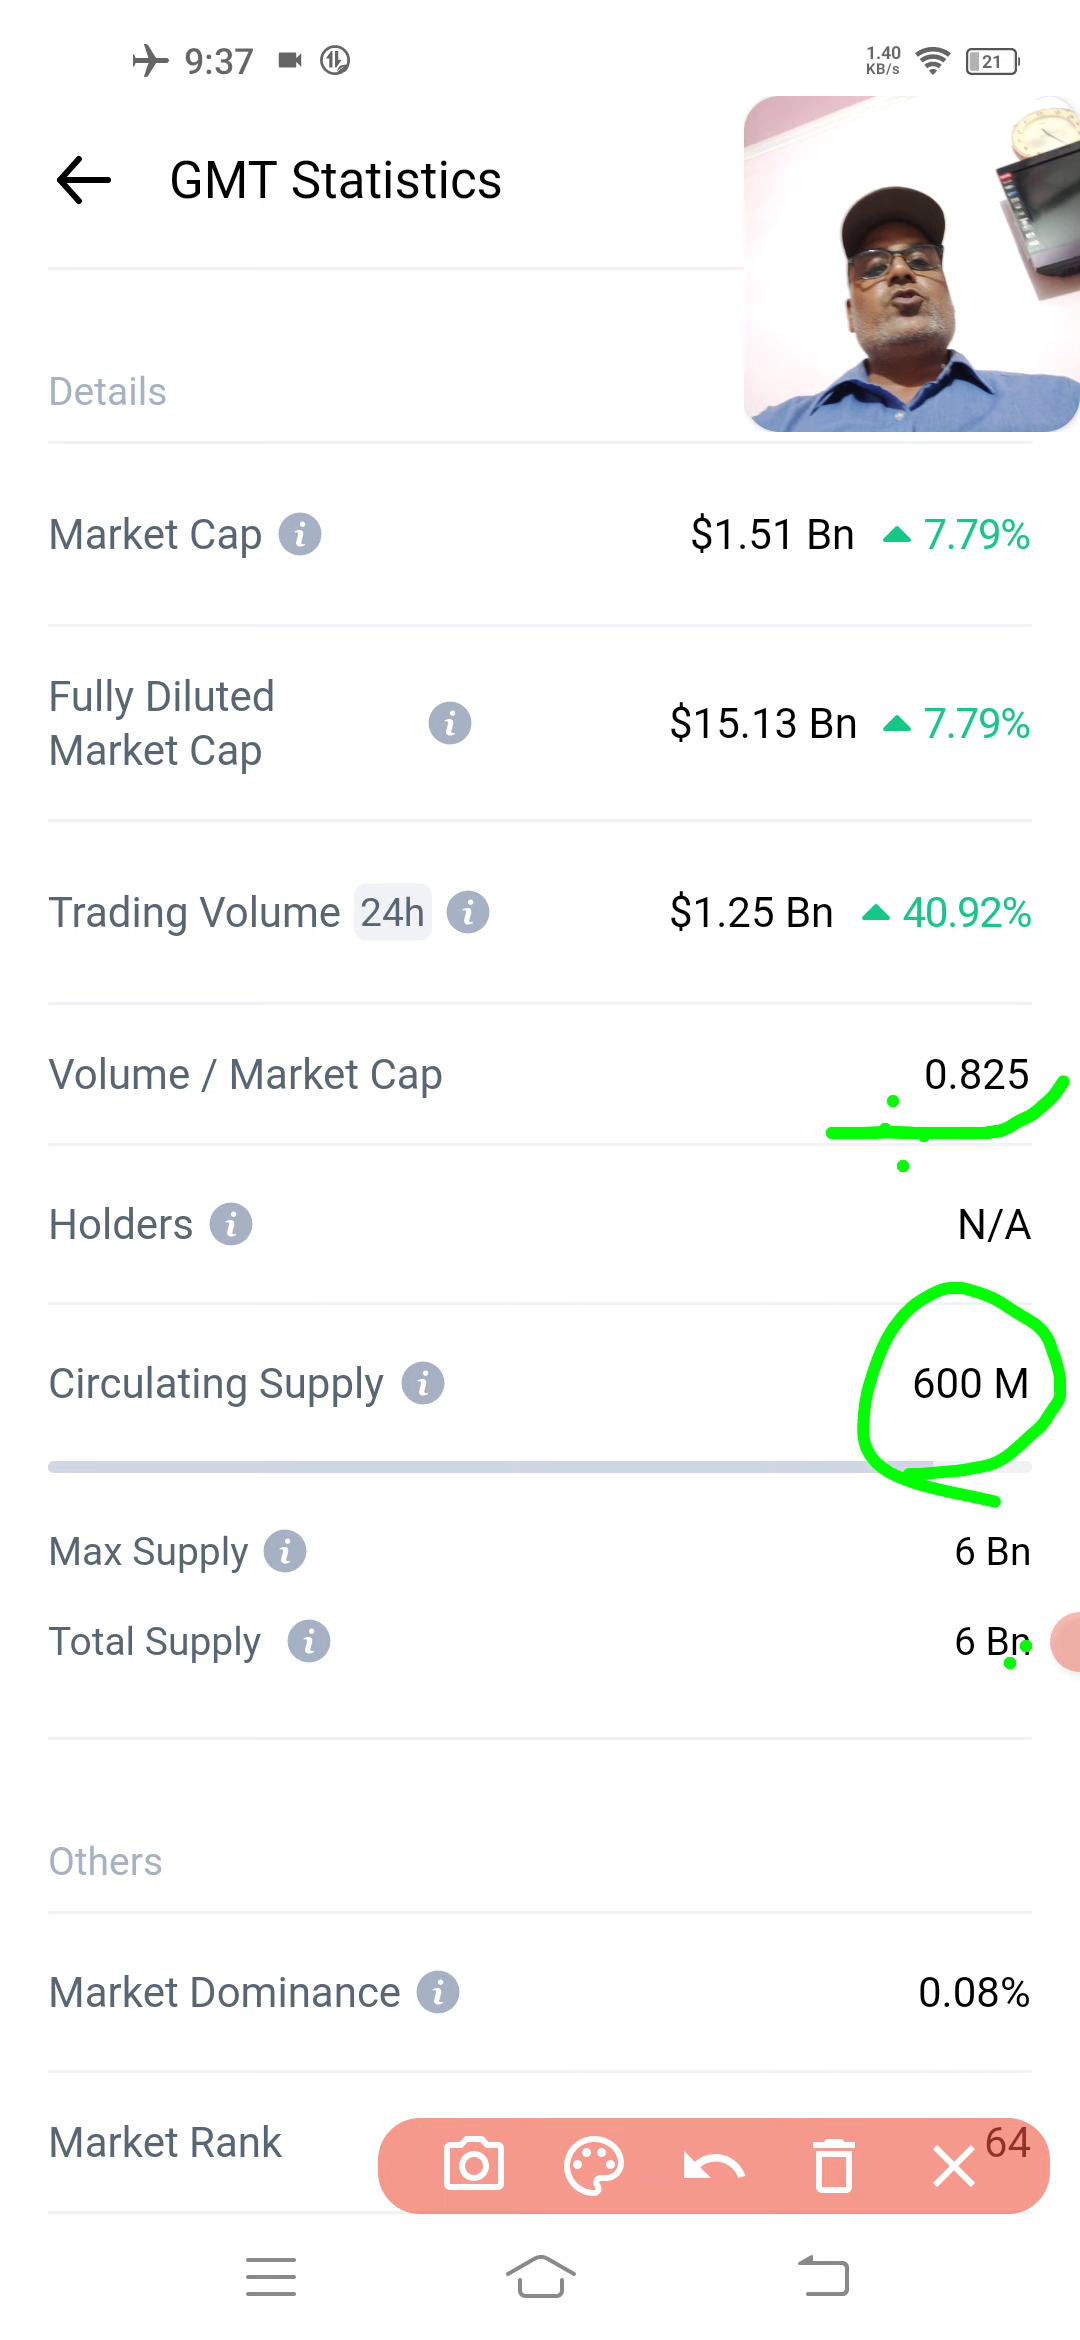 9:37
1.40
KB/s
21
GMT Statistics
Details
Market Cap i $1.51 Bn 7.79%
Fully Diluted
Market Cap i $15.13 Bn 7.79%
Trading Volume 24h i $1.25 Bn 40.92%
Volume / Market Cap 0.825
Holders i N/A
Circulating Supply i 600 M
Max Supply i 6 Bn
Total Supply i 6 Bn
Others
Market Dominance i 0.08%
Market Rank 64